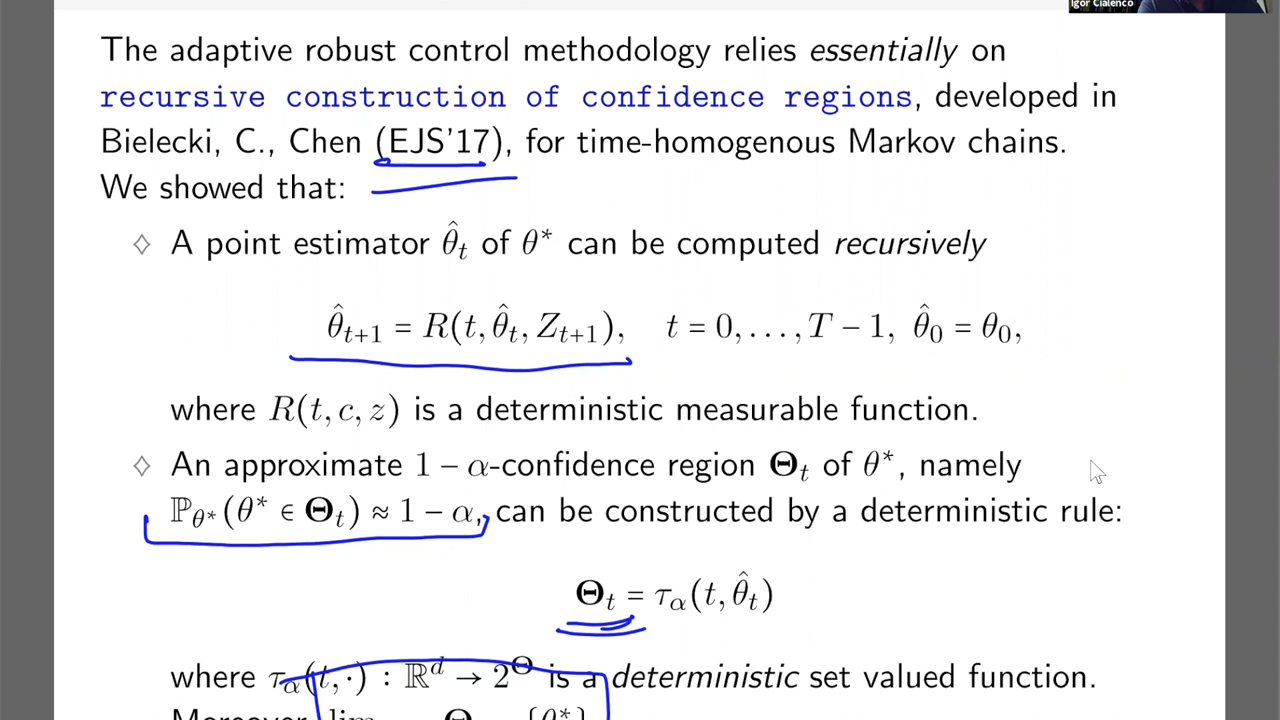 Igor Cialenco
The adaptive robust control methodology relies essentially on
recursive construction of confidence regions, developed in
Bielecki, C., Chen (EJS'17), for time-homogenous Markov chains.
We showed that:
◇ A point estimator θ̂_t of θ* can be computed recursively
θ̂_{t+1} = R(t, θ̂_t, Z_{t+1}), t = 0, . . . , T − 1, θ̂_0 = θ_0,
where R(t, c, z) is a deterministic measurable function.
◇ An approximate 1 − α-confidence region Θ_t of θ*, namely
ℙ_{θ*}(θ* ∈ Θ_t) ≈ 1 − α, can be constructed by a deterministic rule:
Θ_t = τ_α(t, θ̂_t)
where τ_α(t, ·) : ℝ^d → 2^Θ is a deterministic set valued function.
Moreover lim Θ {θ*}